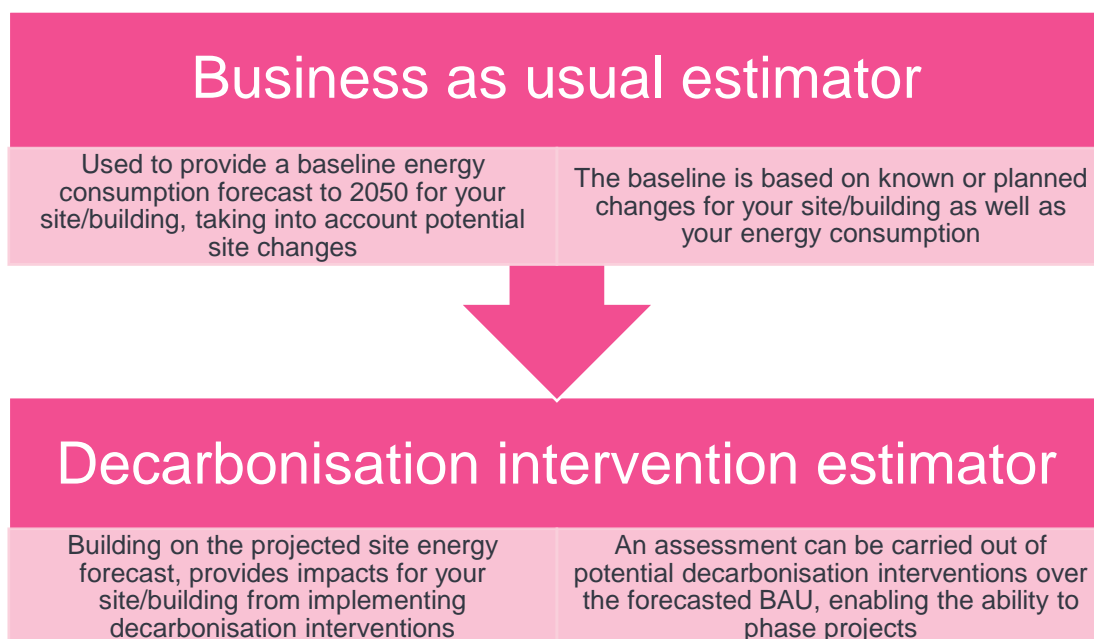 Business as usual estimator
Used to provide a baseline energy
consumption forecast to 2050 for your
site/building, taking into account potential
site changes
The baseline is based on known or planned
changes for your site/building as well as
your energy consumption
Decarbonisation intervention estimator
Building on the projected site energy
forecast, provides impacts for your
site/building from implementing
decarbonisation interventions
An assessment can be carried out of
potential decarbonisation interventions over
the forecasted BAU, enabling the ability to
phase projects